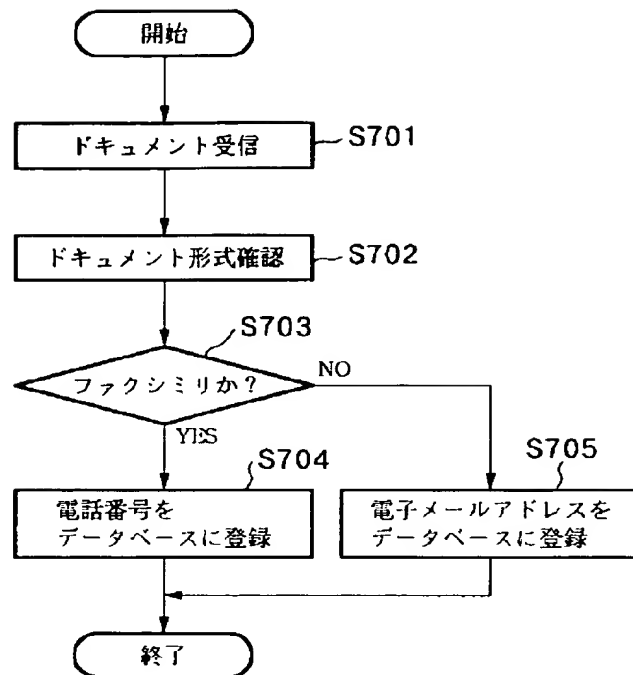 開始
ドキュメント受信
S701
ドキュメント形式確認
S702
S703
ファクシミリか?
NO
YES
S704
電話番号を
データベースに登録
S705
電子メールアドレスを
データベースに登録
終了